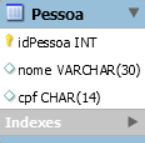 Pessoa
idPessoa INT
nome VARCHAR(30)
cpf CHAR(14)
Indexes